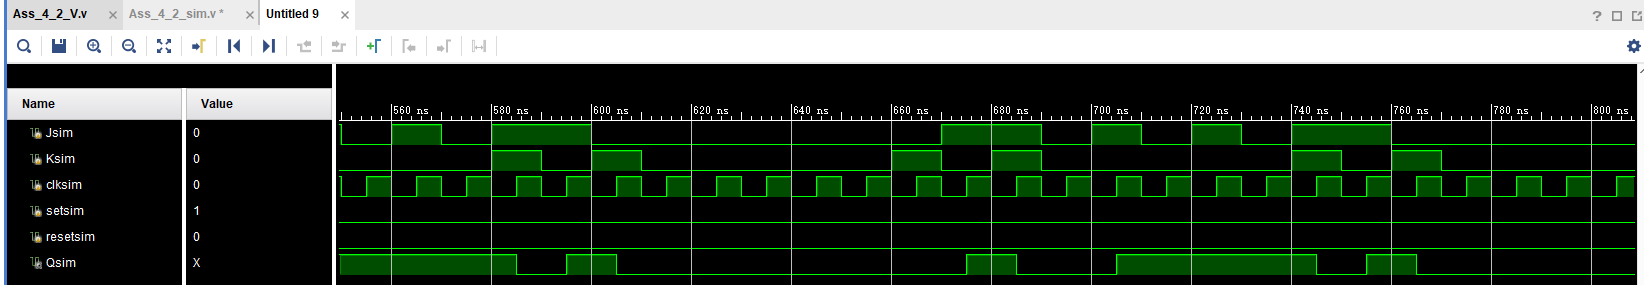 Ass_4_2_V.v × Ass_4_2_sim.v * × Untitled 9 ×
Name Value
560 ns 580 ns 600 ns 620 ns 640 ns 660 ns 680 ns 700 ns 720 ns 740 ns 760 ns 780 ns 800 ns
Jsim 0
Ksim 0
clksim 0
setsim 1
resetsim 0
Qsim X